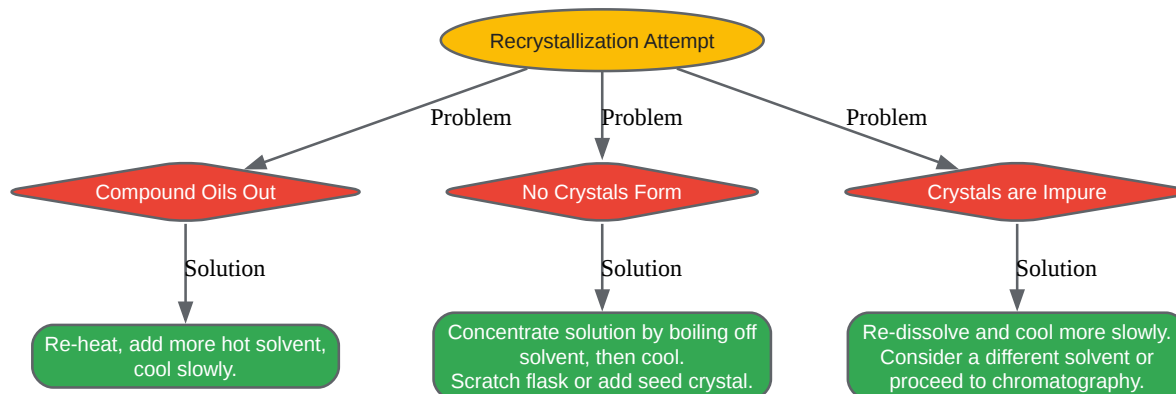 Recrystallization Attempt
Problem
Problem
Problem
Compound Oils Out
No Crystals Form
Crystals are Impure
Solution
Solution
Solution
Re-heat, add more hot solvent,
cool slowly.
Concentrate solution by boiling off
solvent, then cool.
Scratch flask or add seed crystal.
Re-dissolve and cool more slowly.
Consider a different solvent or
proceed to chromatography.